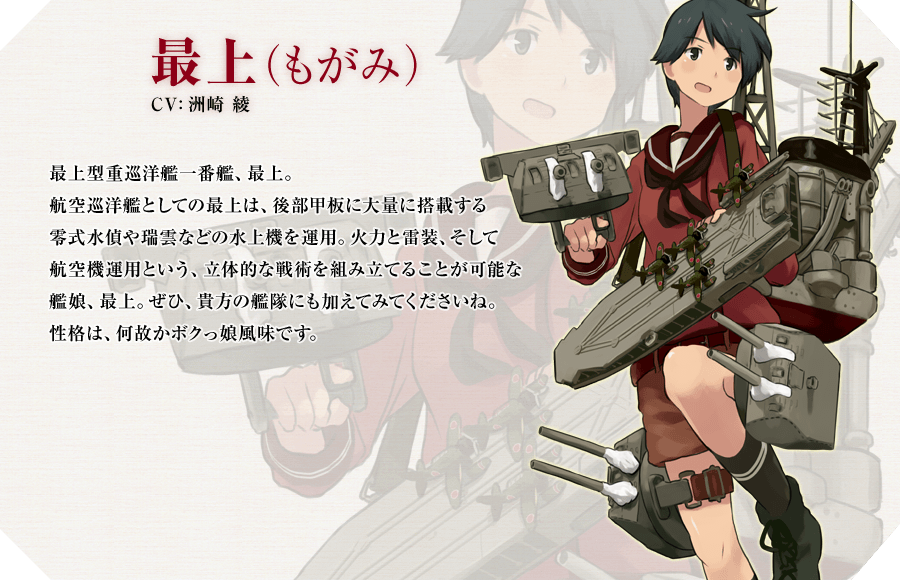 最上（もがみ）
CV: 洲崎 綾
最上型重巡洋艦一番艦、最上。
航空巡洋艦としての最上は、後部甲板に大量に搭載する
零式水偵や瑞雲などの水上機を運用。火力と雷装、そして
航空機運用という、立体的な戦術を組み立てることが可能な
艦娘、最上。ぜひ、貴方の艦隊にも加えてみてくださいね。
性格は、何故かボクっ娘風味です。